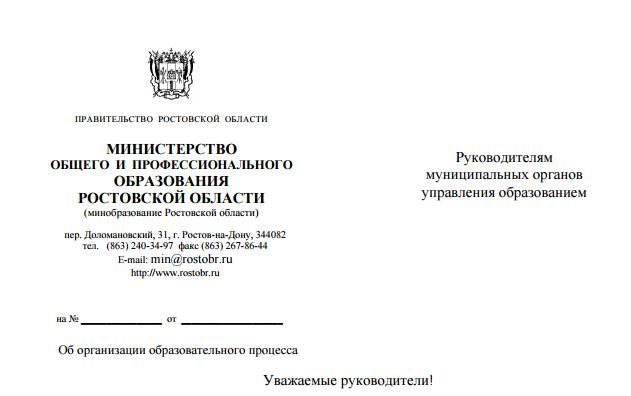 ПРАВИТЕЛЬСТВО РОСТОВСКОЙ ОБЛАСТИ
МИНИСТЕРСТВО
ОБЩЕГО И ПРОФЕССИОНАЛЬНОГО
ОБРАЗОВАНИЯ
РОСТОВСКОЙ ОБЛАСТИ
(минобразование Ростовской области)
пер. Доломановский, 31, г. Ростов-на-Дону, 344082
тел. (863) 240-34-97 факс (863) 267-86-44
E-mail: min@rostobr.ru
http://www.rostobr.ru
на № ____________ от _______________
Об организации образовательного процесса
Руководителям
муниципальных органов
управления образованием
Уважаемые руководители!